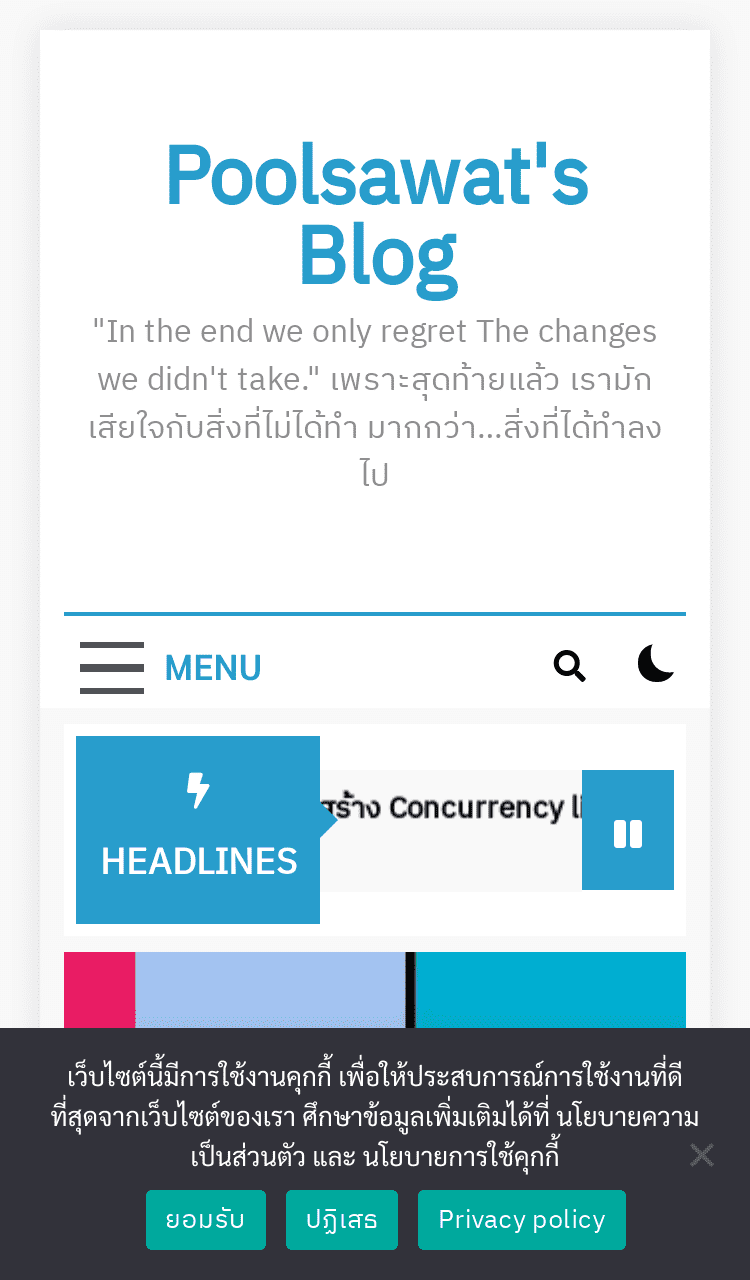 Poolsawat's
Blog
"In the end we only regret The changes
we didn't take." เพราะสุดท้ายแล้ว เรามัก
เสียใจกับสิ่งที่ไม่ได้ทำ มากกว่า...สิ่งที่ได้ทำลง
ไป
MENU
HEADLINES
สร้าง Concurrency
เว็บไซต์นี้มีการใช้งานคุกกี้ เพื่อให้ประสบการณ์การใช้งานที่ดี
ที่สุดจากเว็บไซต์ของเรา ศึกษาข้อมูลเพิ่มเติมได้ที่ นโยบายความ
เป็นส่วนตัว และ นโยบายการใช้คุกกี้
ยอมรับ
ปฏิเสธ
Privacy policy